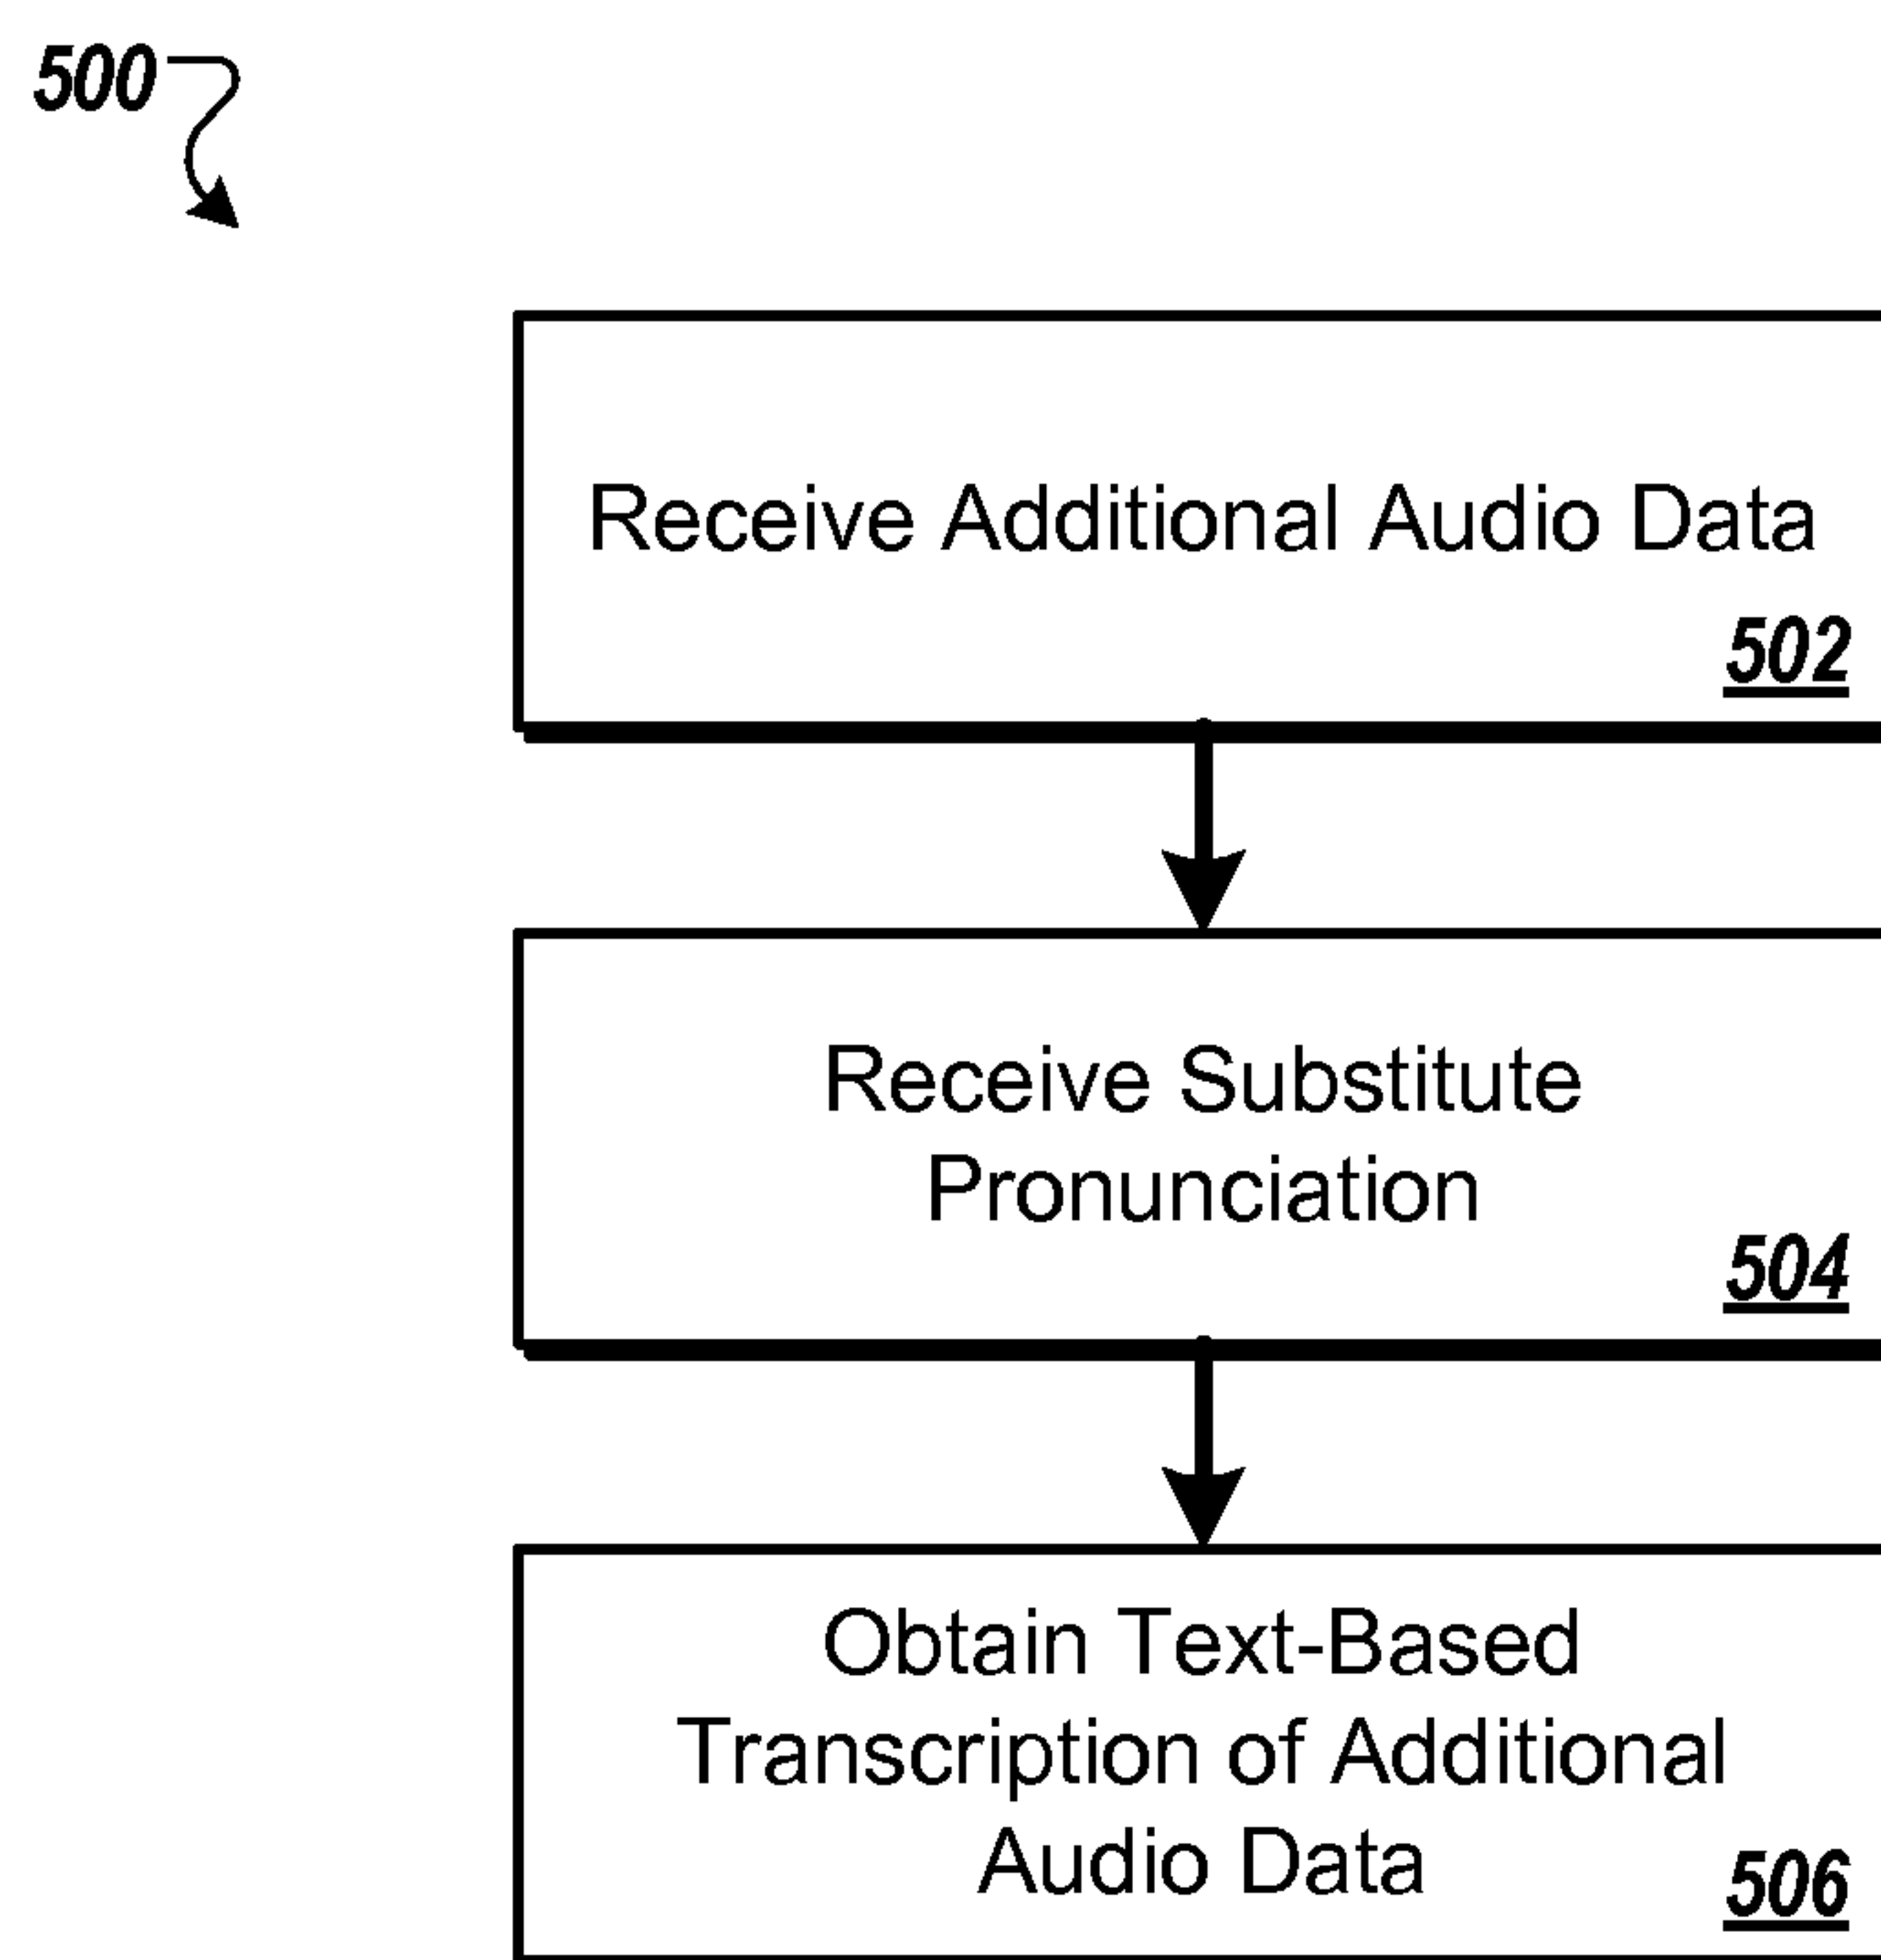 500
Receive Additional Audio Data
502
Receive Substitute
Pronunciation
504
Obtain Text-Based
Transcription of Additional
Audio Data
506